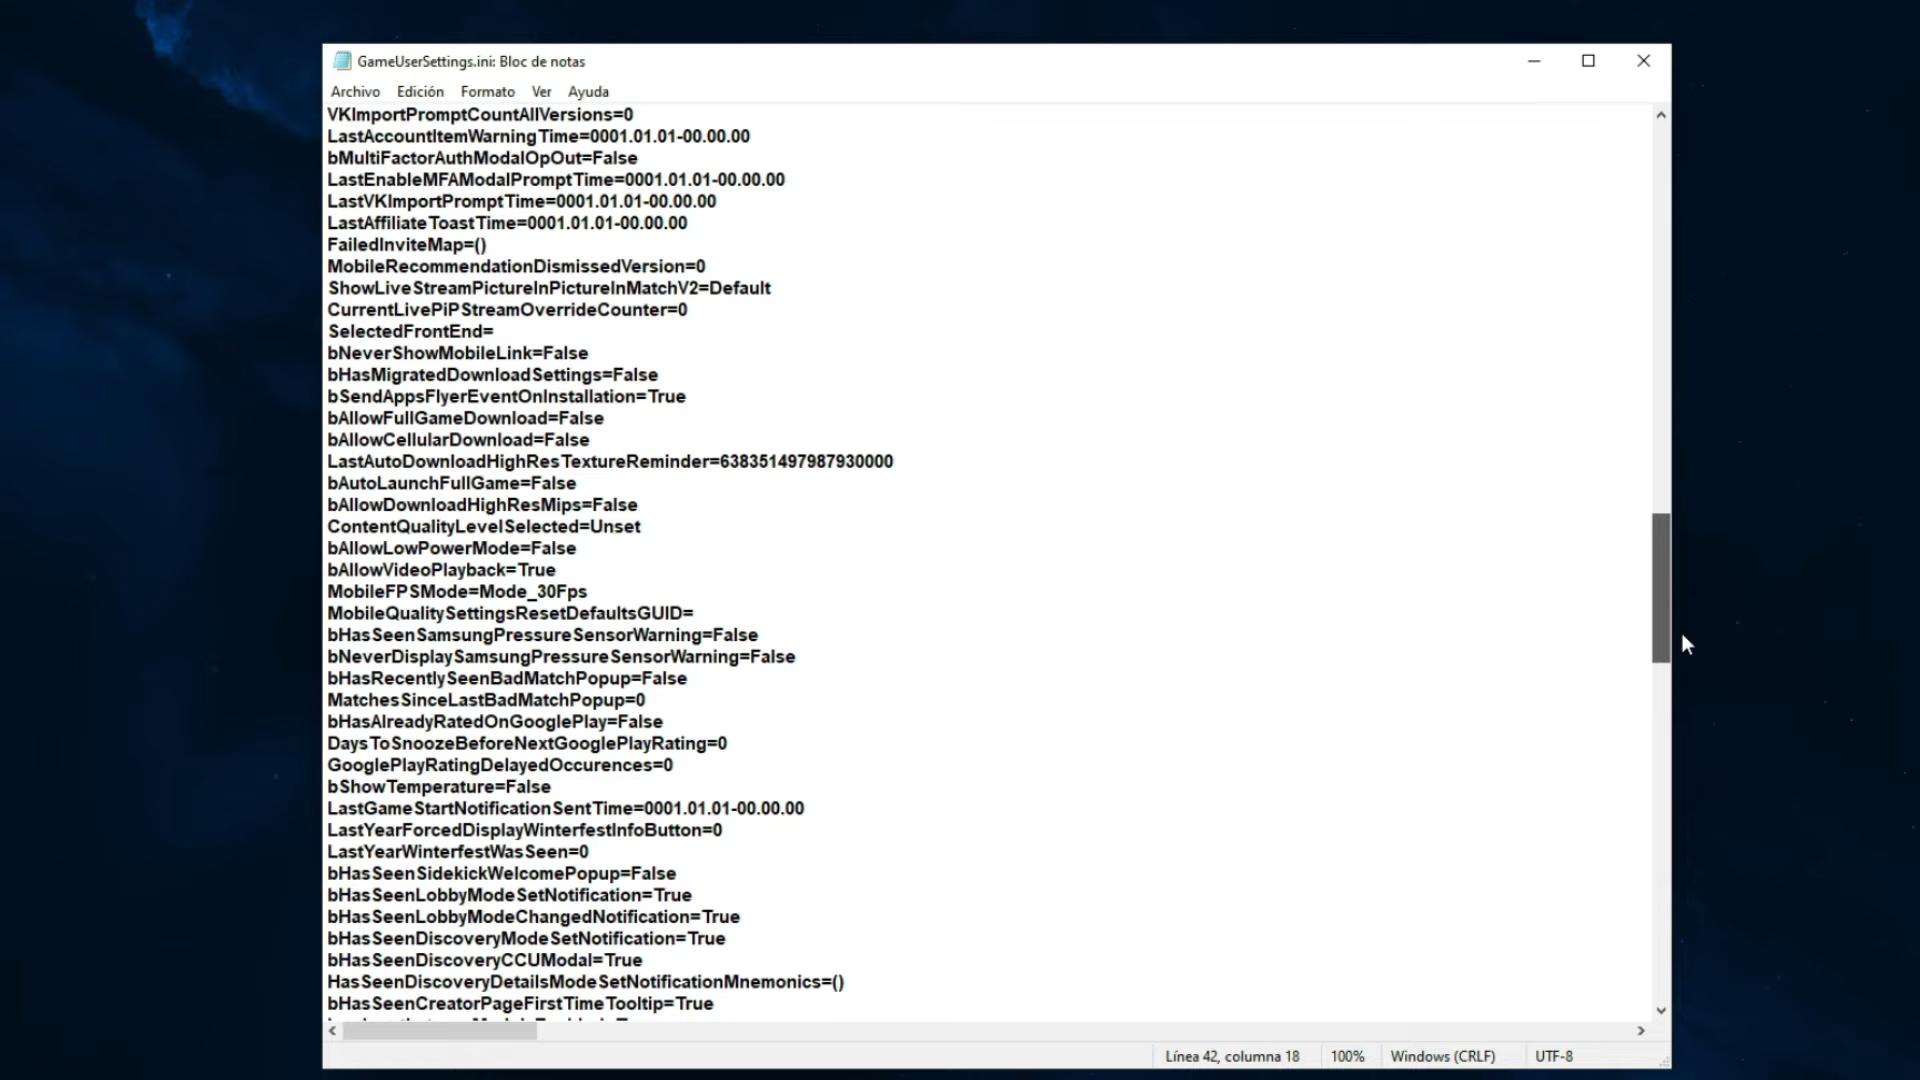 GameUserSettings.ini: Bloc de notas
Archivo Edición Formato Ver Ayuda
VKImportPromptCountAllVersions=0
LastAccountItemWarningTime=0001.01.01-00.00.00
bMultiFactorAuthModalOpOut=False
LastEnableMFAModalPromptTime=0001.01.01-00.00.00
LastVKImportPromptTime=0001.01.01-00.00.00
LastAffiliateToastTime=0001.01.01-00.00.00
FailedInviteMap=()
MobileRecommendationDismissedVersion=0
ShowLiveStreamPictureInPictureInMatchV2=Default
CurrentLivePiPStreamOverrideCounter=0
SelectedFrontEnd=
bNeverShowMobileLink=False
bHasMigratedDownloadSettings=False
bSendAppsFlyerEventOnInstallation=True
bAllowFullGameDownload=False
bAllowCellularDownload=False
LastAutoDownloadHighResTextureReminder=638351497987930000
bAutoLaunchFullGame=False
bAllowDownloadHighResMips=False
ContentQualityLevelSelected=Unset
bAllowLowPowerMode=False
bAllowVideoPlayback=True
MobileFPSMode=Mode_30Fps
MobileQualitySettingsResetDefaultsGUID=
bHasSeenSamsungPressureSensorWarning=False
bNeverDisplaySamsungPressureSensorWarning=False
bHasRecentlySeenBadMatchPopup=False
MatchesSinceLastBadMatchPopup=0
bHasAlreadyRatedOnGooglePlay=False
DaysToSnoozeBeforeNextGooglePlayRating=0
GooglePlayRatingDelayedOccurences=0
bShowTemperature=False
LastGameStartNotificationSentTime=0001.01.01-00.00.00
LastYearForcedDisplayWinterfestInfoButton=0
LastYearWinterfestWasSeen=0
bHasSeenSidekickWelcomePopup=False
bHasSeenLobbyModeSetNotification=True
bHasSeenLobbyModeChangedNotification=True
bHasSeenDiscoveryModeSetNotification=True
bHasSeenDiscoveryCCUModal=True
HasSeenDiscoveryDetailsModeSetNotificationMnemonics=()
bHasSeenCreatorPageFirstTimeTooltip=True
Línea 42, columna 18 100% Windows (CRLF) UTF-8